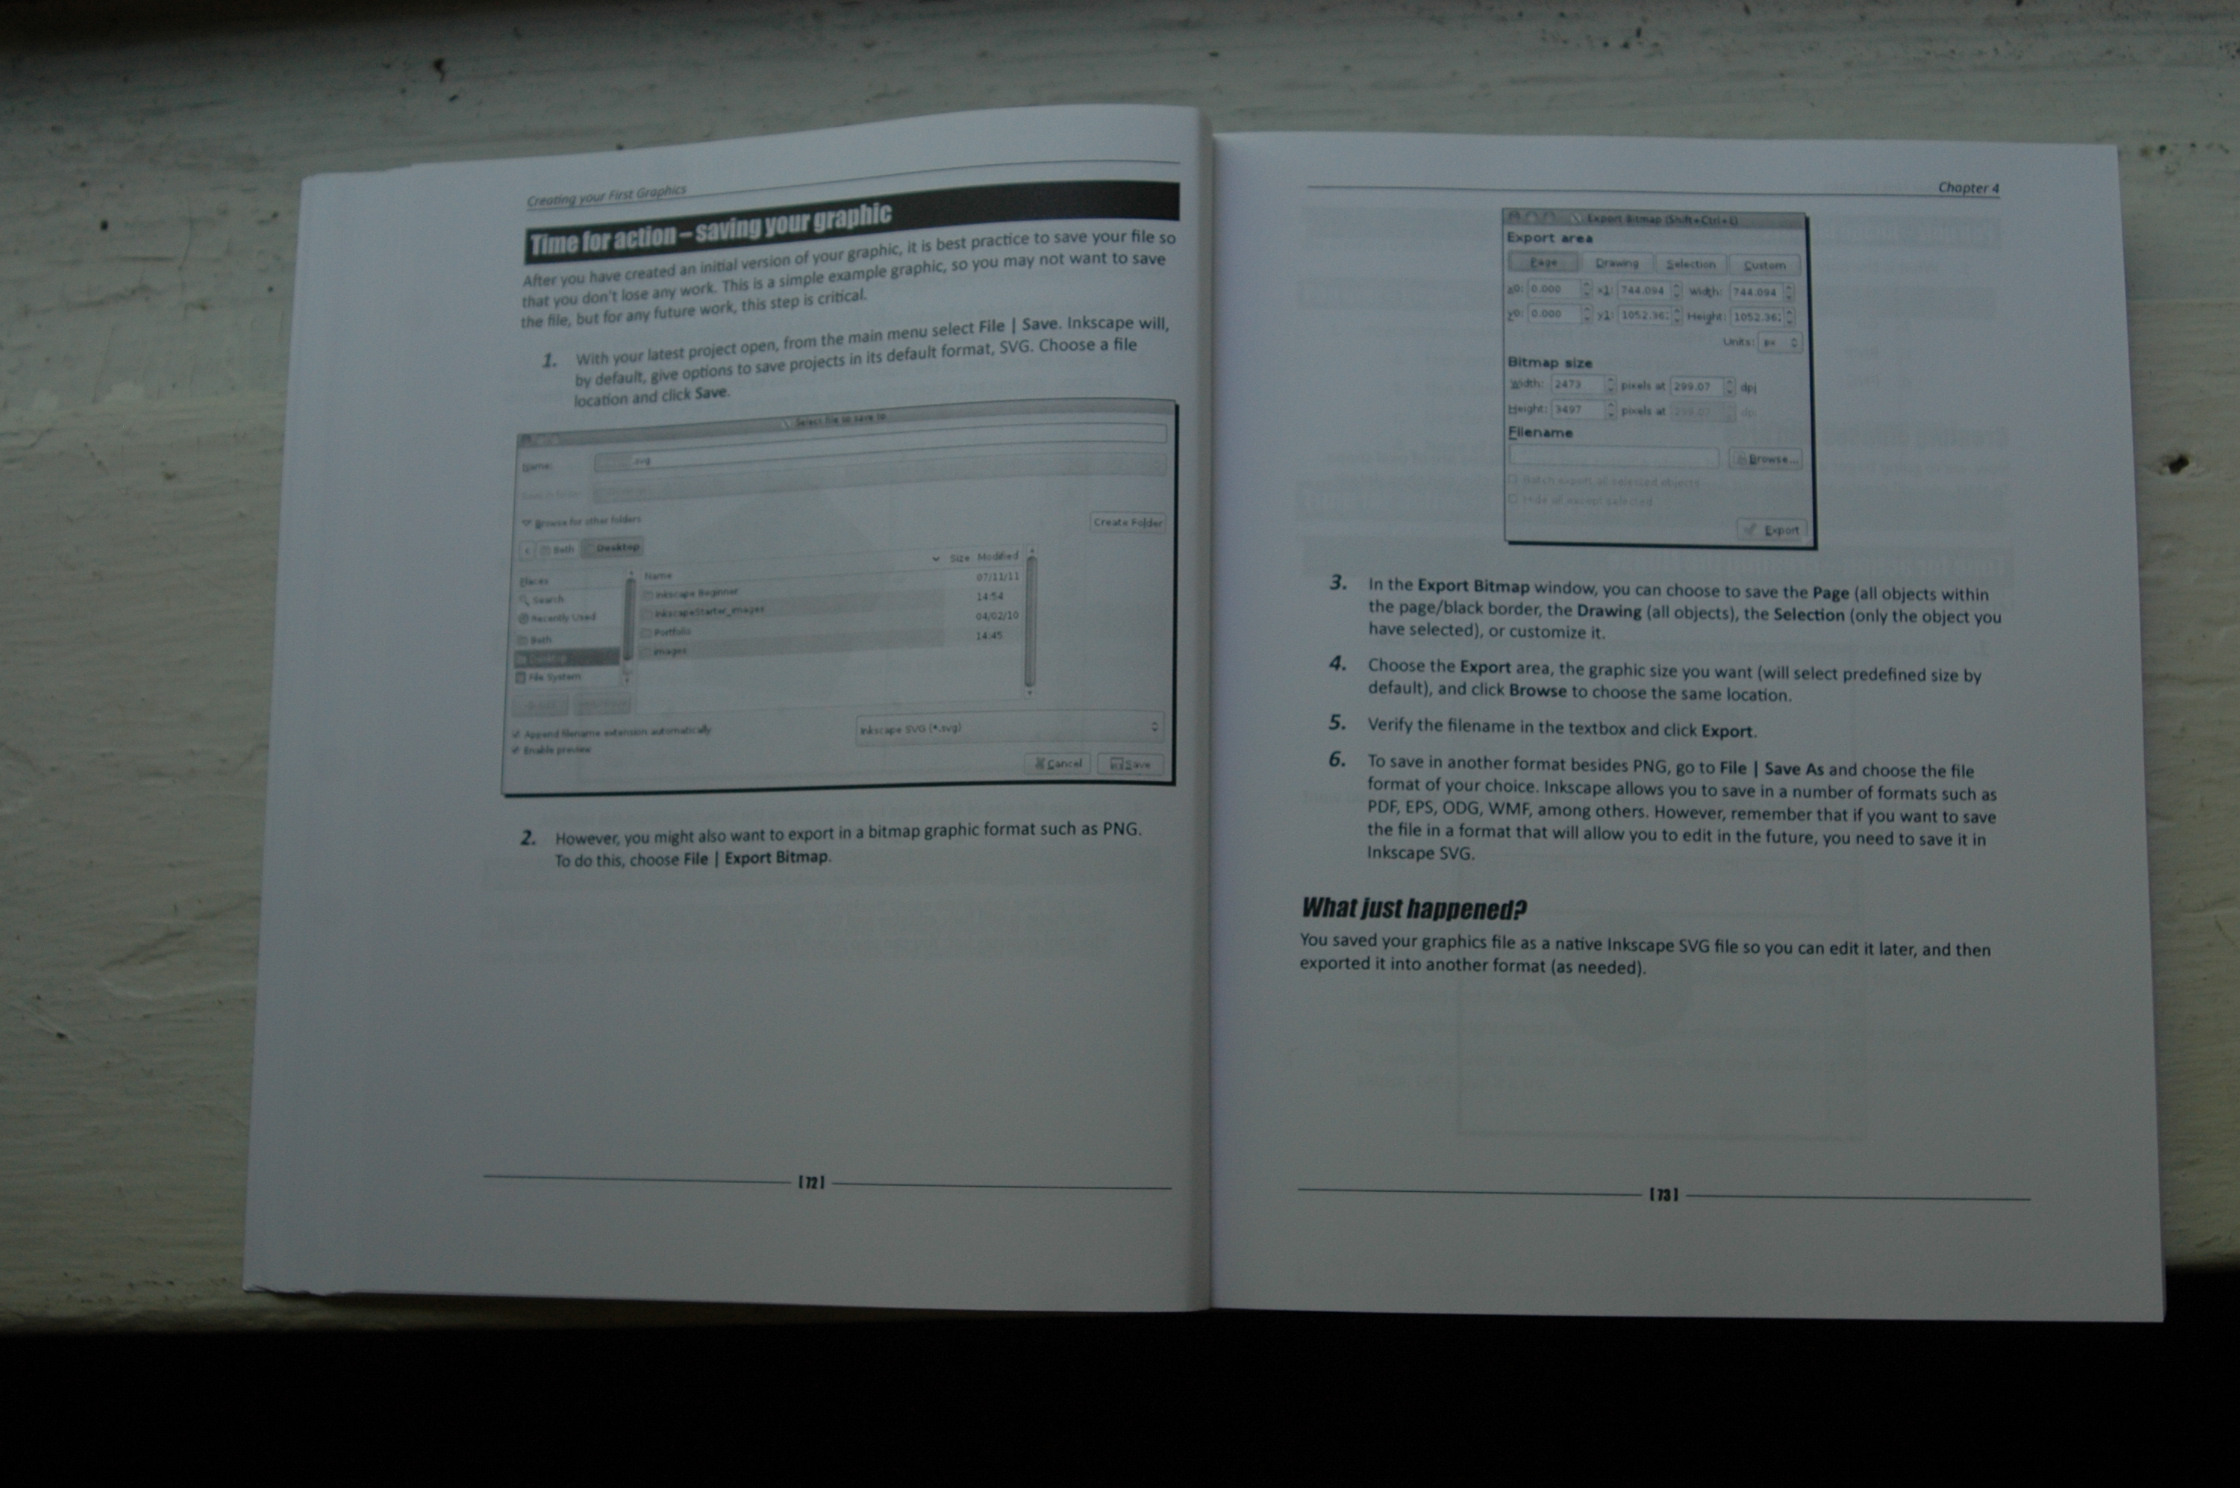 Creating your First Graphics
Time for action – saving your graphic
After you have created an initial version of your graphic, it is best practice to save your file so
that you don't lose any work. This is a simple example graphic, so you may not want to save
the file, but for any future work, this step is critical.
1. With your latest project open, from the main menu select File | Save. Inkscape will,
by default, give options to save projects in its default format, SVG. Choose a file
location and click Save.
Select file to save to
Name: .svg
Browse for other folders
Create Folder
Beth Desktop
Places Name Size Modified
Search Inkscape Beginner 07/11/11
Recently Used InkscapeStarter_images 14:54
Beth Portfolio 04/02/10
File System images 14:45
Inkscape SVG (*.svg)
Append filename extension automatically
Enable preview
Cancel Save
2. However, you might also want to export in a bitmap graphic format such as PNG.
To do this, choose File | Export Bitmap.
[72]
Chapter 4
Export Bitmap (Shift+Ctrl+E)
Export area
Page Drawing Selection Custom
x0: 0.000 x1: 744.094 Width: 744.094
y0: 0.000 y1: 1052.362 Height: 1052.362
Units: px
Bitmap size
Width: 2479 pixels at 299.07 dpi
Height: 3497 pixels at 299.07 dpi
Filename
Browse...
Batch export all selected objects
Hide all except selected
Export
3. In the Export Bitmap window, you can choose to save the Page (all objects within
the page/black border, the Drawing (all objects), the Selection (only the object you
have selected), or customize it.
4. Choose the Export area, the graphic size you want (will select predefined size by
default), and click Browse to choose the same location.
5. Verify the filename in the textbox and click Export.
6. To save in another format besides PNG, go to File | Save As and choose the file
format of your choice. Inkscape allows you to save in a number of formats such as
PDF, EPS, ODG, WMF, among others. However, remember that if you want to save
the file in a format that will allow you to edit in the future, you need to save it in
Inkscape SVG.
What just happened?
You saved your graphics file as a native Inkscape SVG file so you can edit it later, and then
exported it into another format (as needed).
[73]